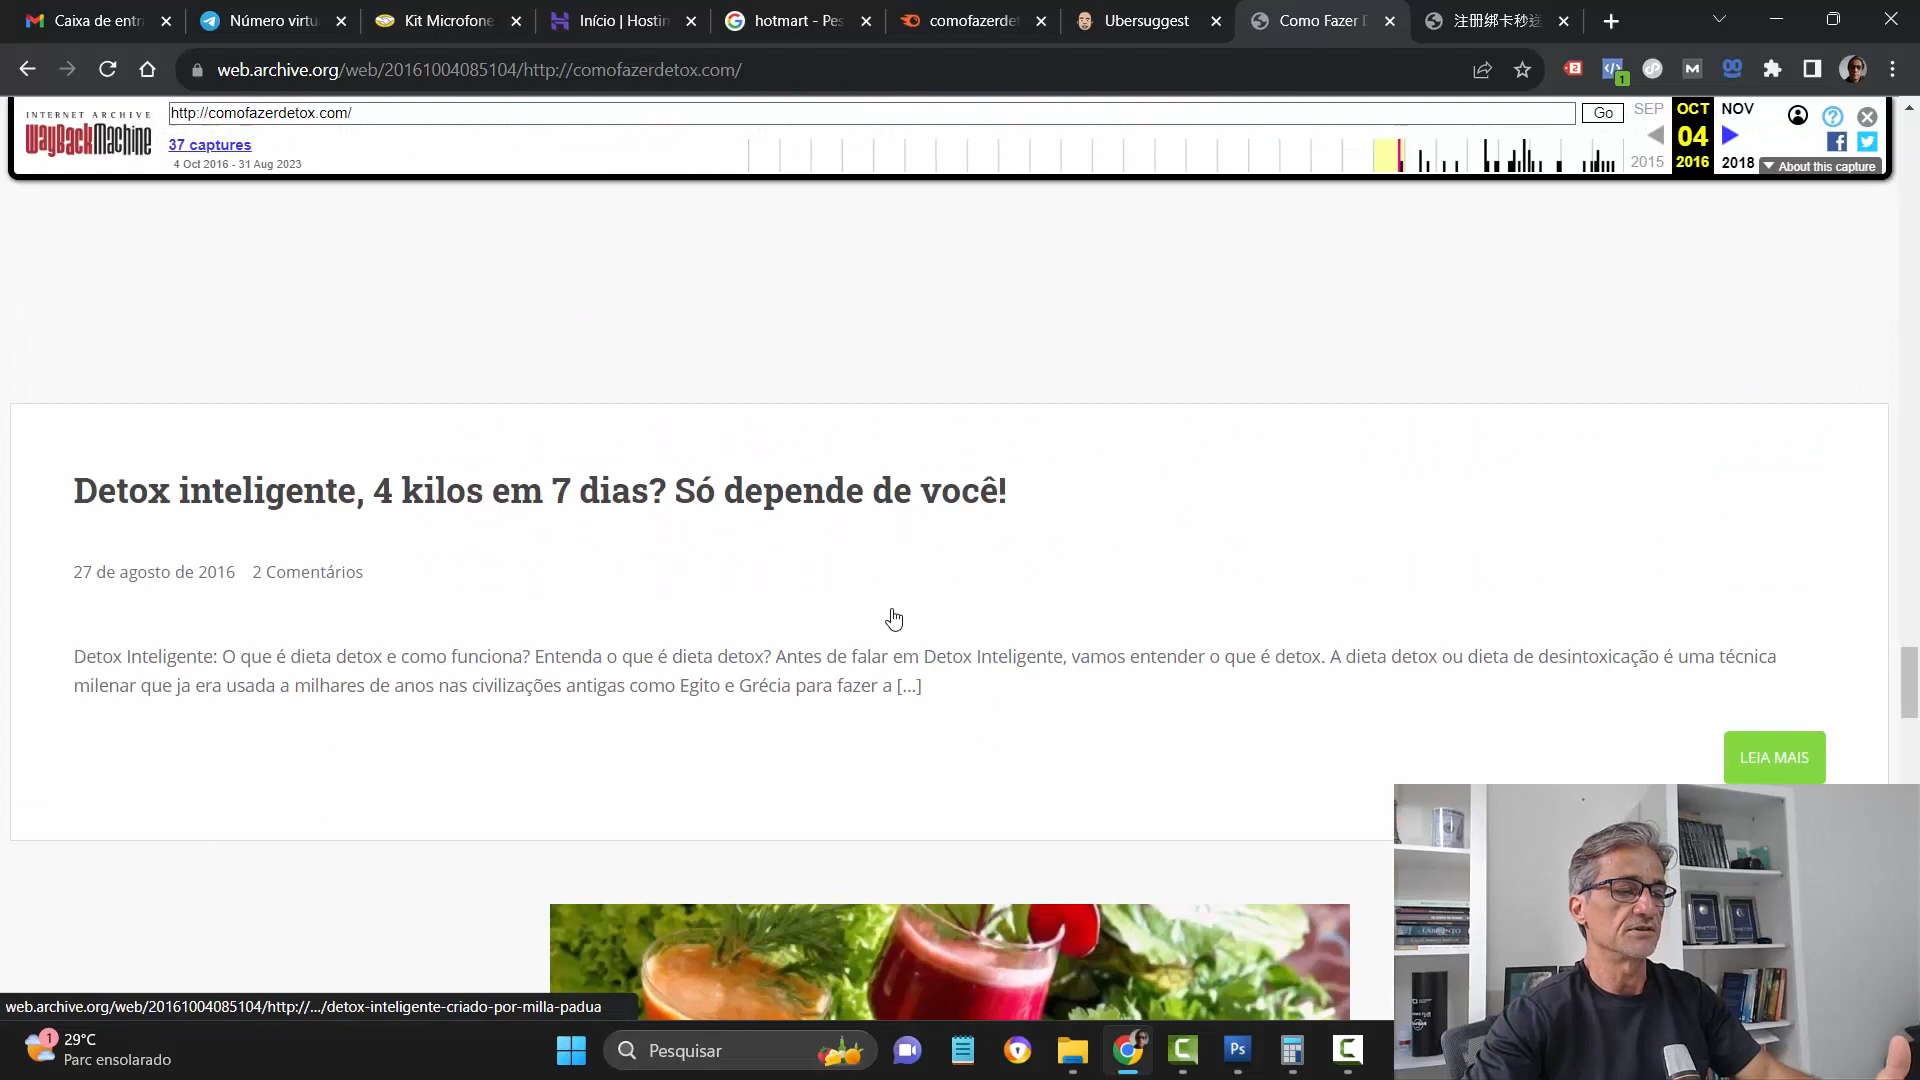 Caixa de entr
Número virtu
Kit Microfone
Início | Hostin
hotmart - Pes
comofazerdet
Ubersuggest
Como Fazer D
注册绑卡秒送
web.archive.org/web/20161004085104/http://comofazerdetox.com/
2
1
INTERNET ARCHIVE
WayBackMachine
http://comofazerdetox.com/
Go
SEP
OCT
NOV
37 captures
04
4 Oct 2016 - 31 Aug 2023
2015
2016
2018
About this capture
Detox inteligente, 4 kilos em 7 dias? Só depende de você!
27 de agosto de 2016 2 Comentários
Detox Inteligente: O que é dieta detox e como funciona? Entenda o que é dieta detox? Antes de falar em Detox Inteligente, vamos entender o que é detox. A dieta detox ou dieta de desintoxicação é uma técnica
milenar que ja era usada a milhares de anos nas civilizações antigas como Egito e Grécia para fazer a [...]
LEIA MAIS
LABIRINTO
web.archive.org/web/20161004085104/http://.../detox-inteligente-criado-por-milla-padua
1
29°C
Parc ensolarado
Pesquisar
Ps